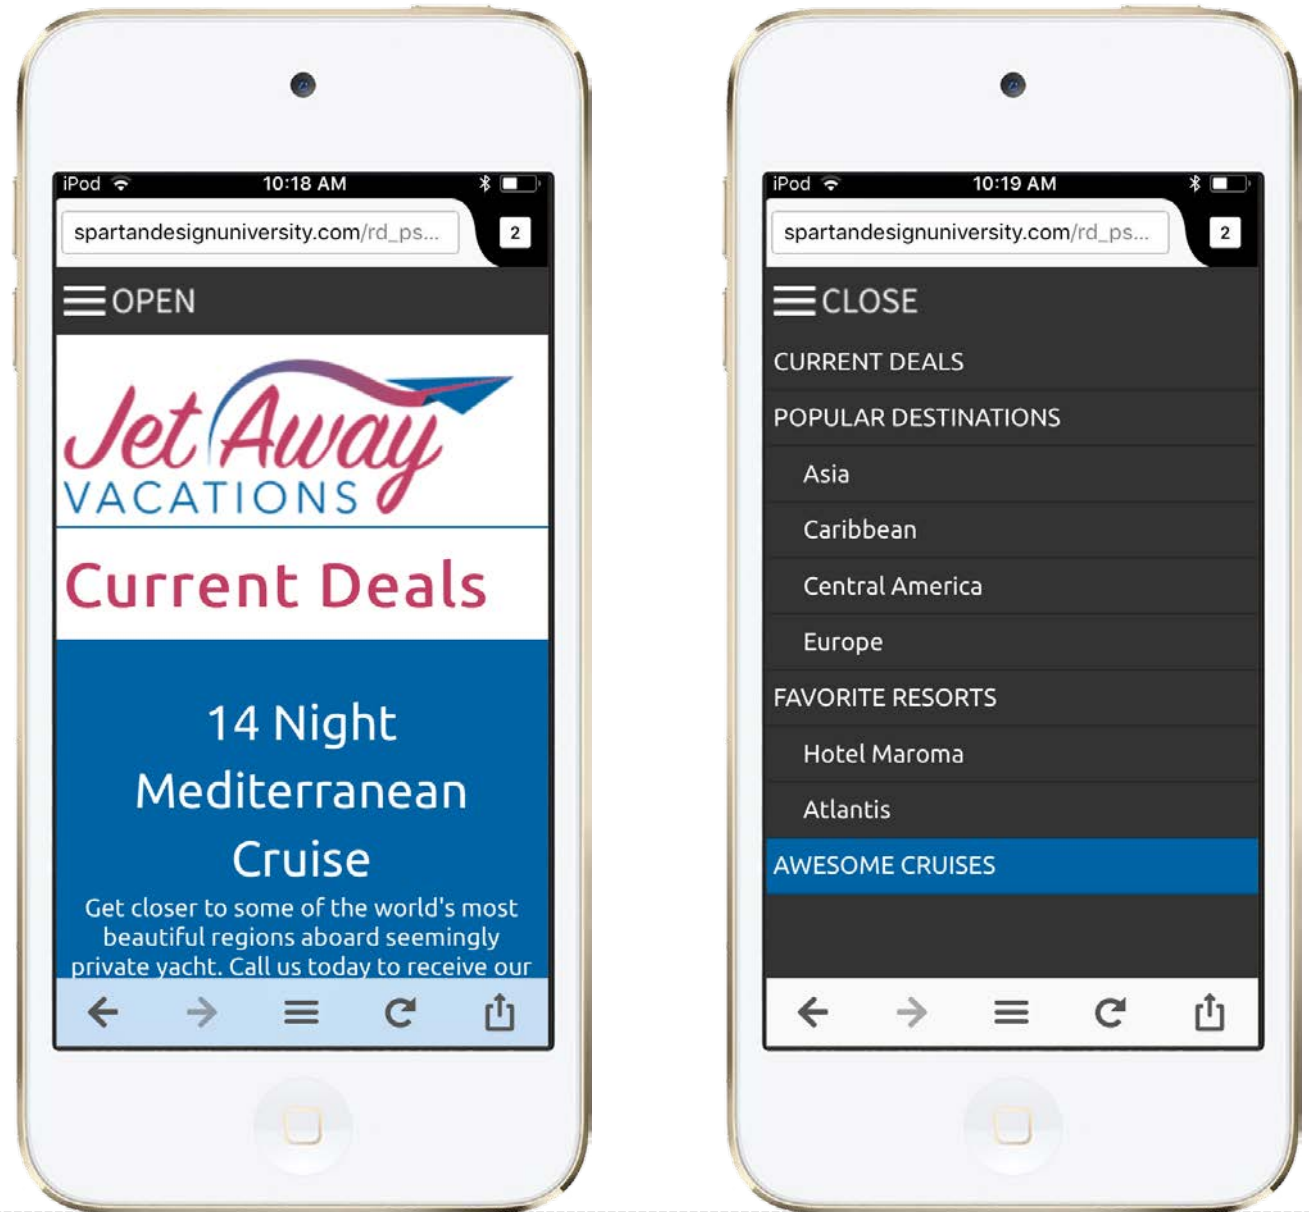 iPod
10:18 AM
spartandesignuniversity.com/rd_ps...
2
OPEN
Jet Away
VACATIONS
Current Deals
14 Night
Mediterranean
Cruise
Get closer to some of the world's most
beautiful regions aboard seemingly
private yacht. Call us today to receive our
iPod
10:19 AM
spartandesignuniversity.com/rd_ps...
2
CLOSE
CURRENT DEALS
POPULAR DESTINATIONS
Asia
Caribbean
Central America
Europe
FAVORITE RESORTS
Hotel Maroma
Atlantis
AWESOME CRUISES